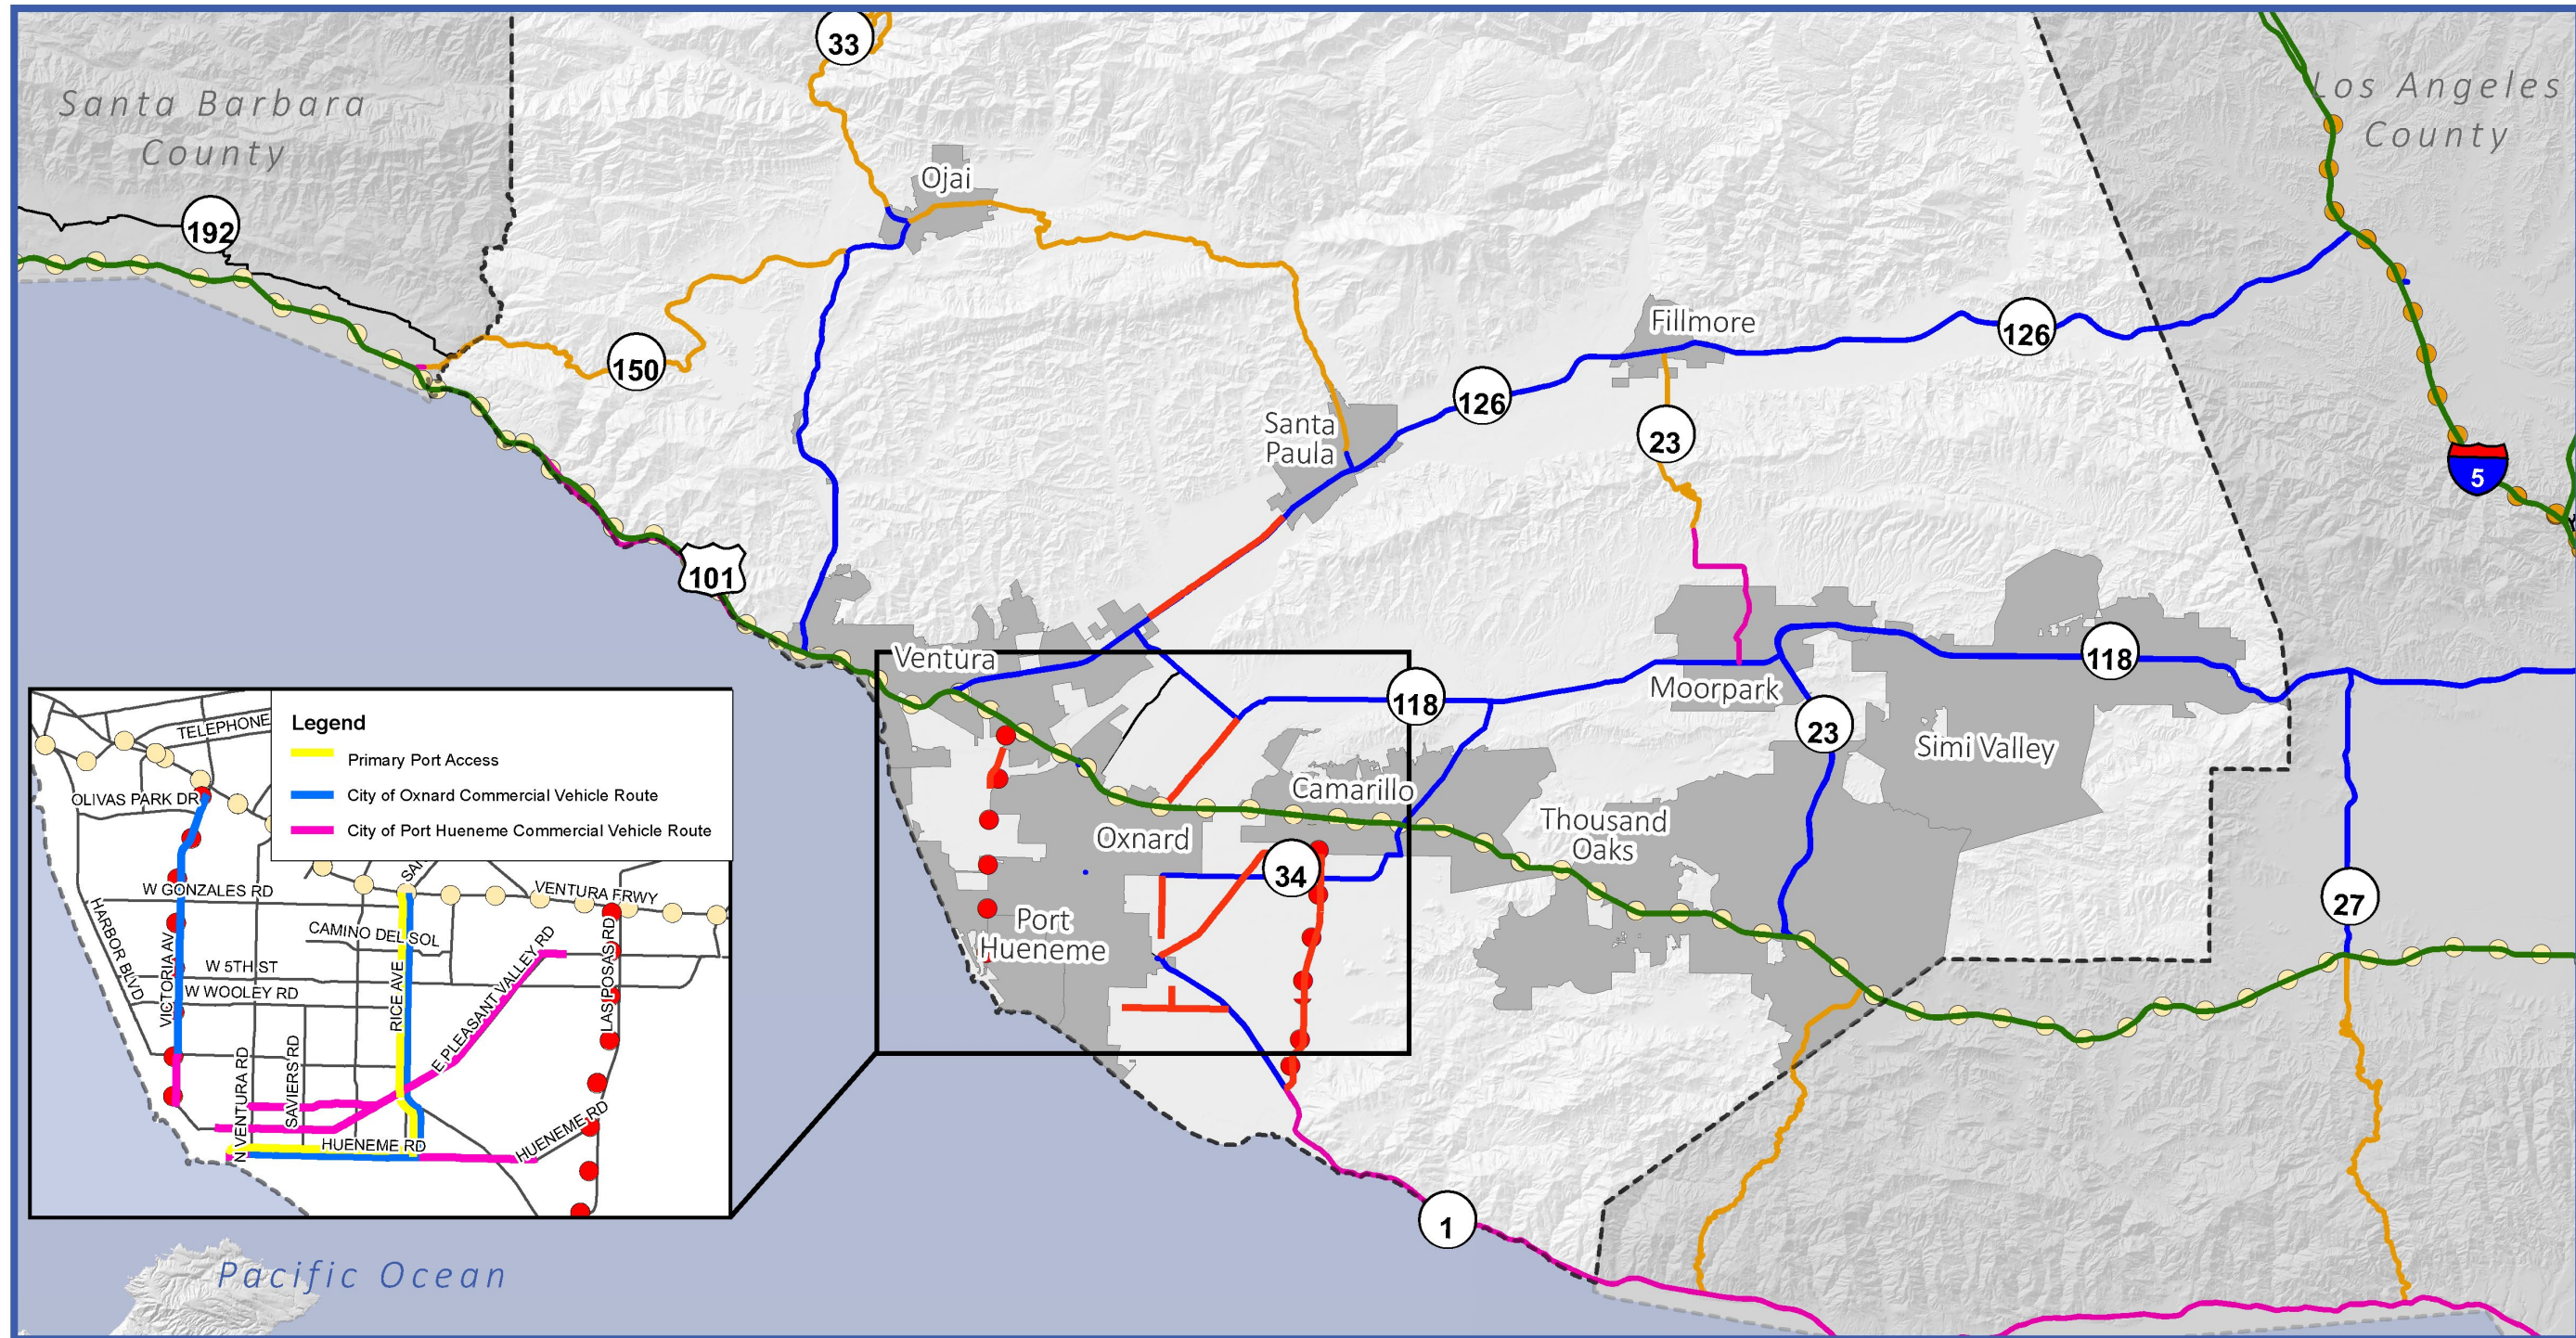 33
Santa Barbara
County
Los Angeles
County
Ojai
192
Fillmore
126
150
126
Santa
Paula
23
5
101
Ventura
118
118
Moorpark
23
Simi Valley
Camarillo
Oxnard
Thousand
Oaks
34
27
Port
Hueneme
1
Pacific Ocean
Legend
Primary Port Access
City of Oxnard Commercial Vehicle Route
City of Port Hueneme Commercial Vehicle Route
TELEPHONE
OLIVAS PARK DR
W GONZALES RD
VENTURA FRWY
HARBOR BLVD
VICTORIA AV
CAMINO DEL SOL
W 5TH ST
W WOOLEY RD
RICE AVE
E PLEASANT VALLEY RD
LAS POSAS RD
N VENTURA RD
SAVIERS RD
HUENEME RD
HUENEME RD